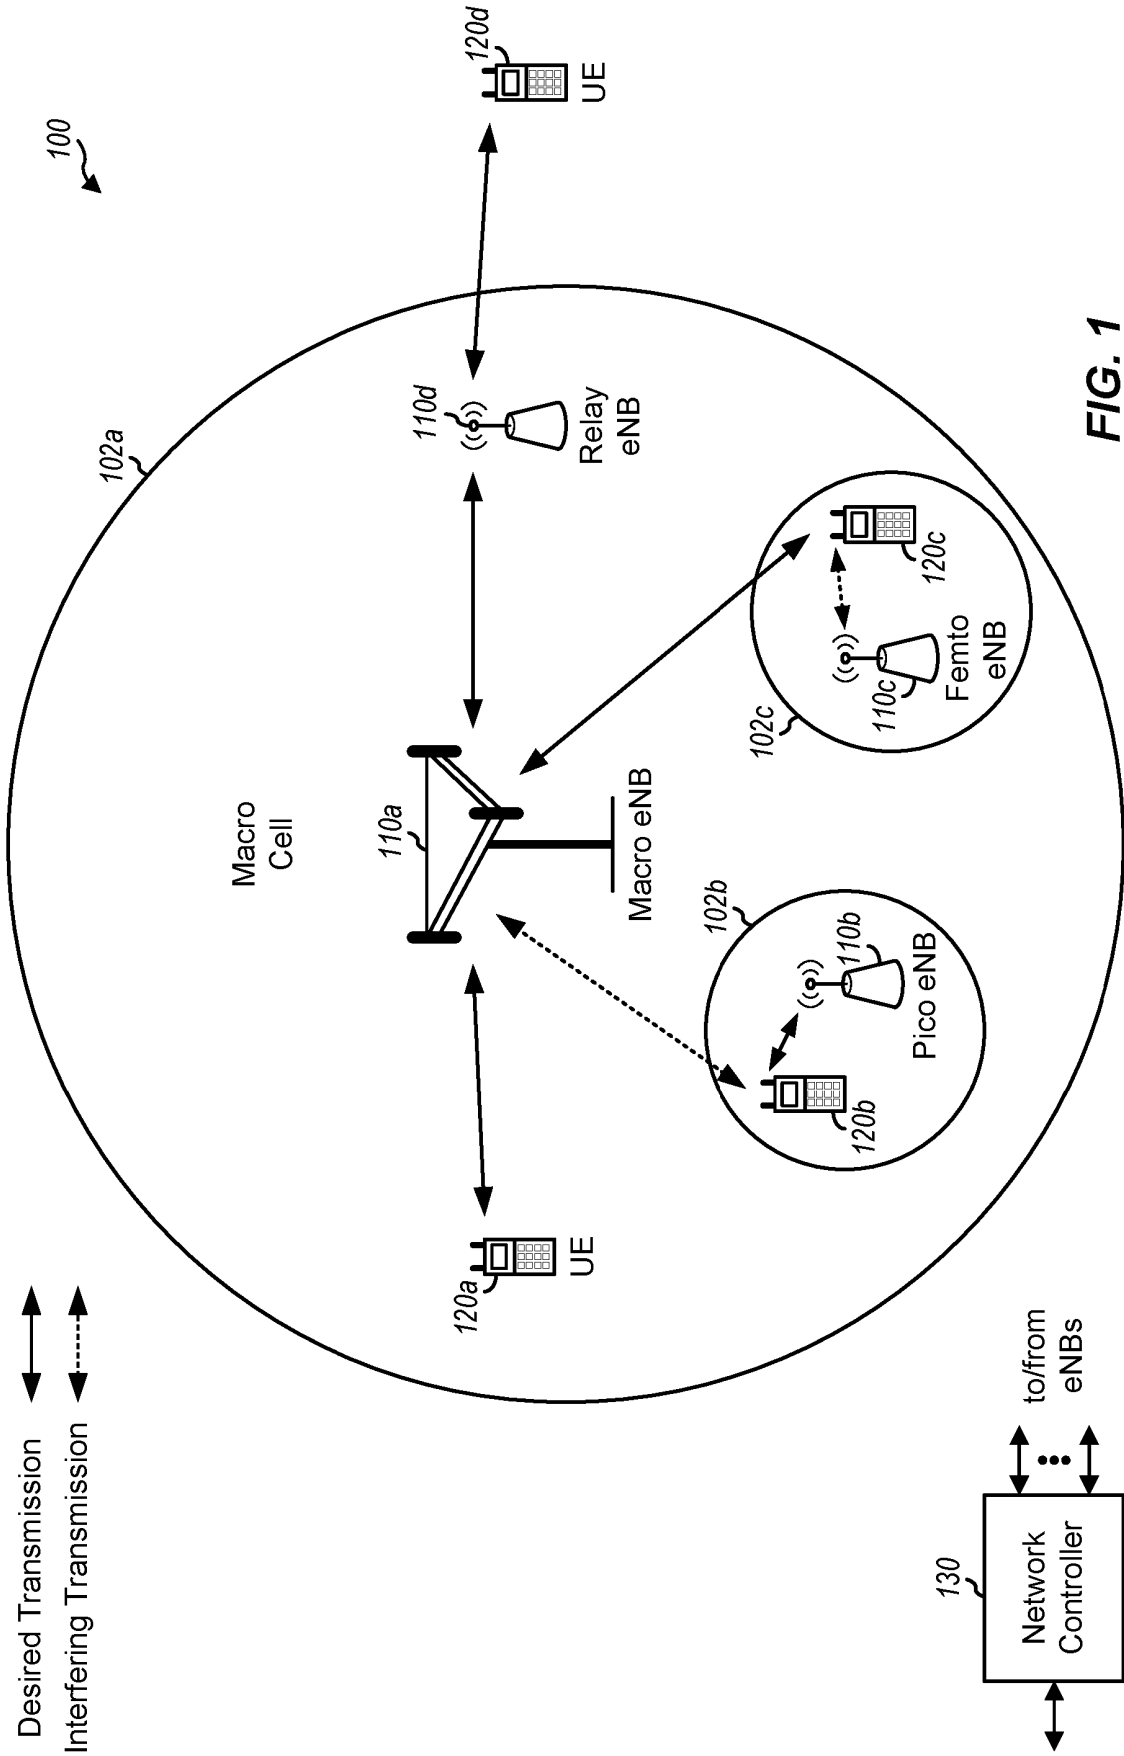 Desired Transmission
Interfering Transmission
100
102a
Macro
Cell
110a
Macro eNB
120a
UE
110d
Relay
eNB
120d
UE
102b
110b
Pico eNB
120b
102c
110c
Femto
eNB
120c
130
Network
Controller
to/from
eNBs
FIG. 1